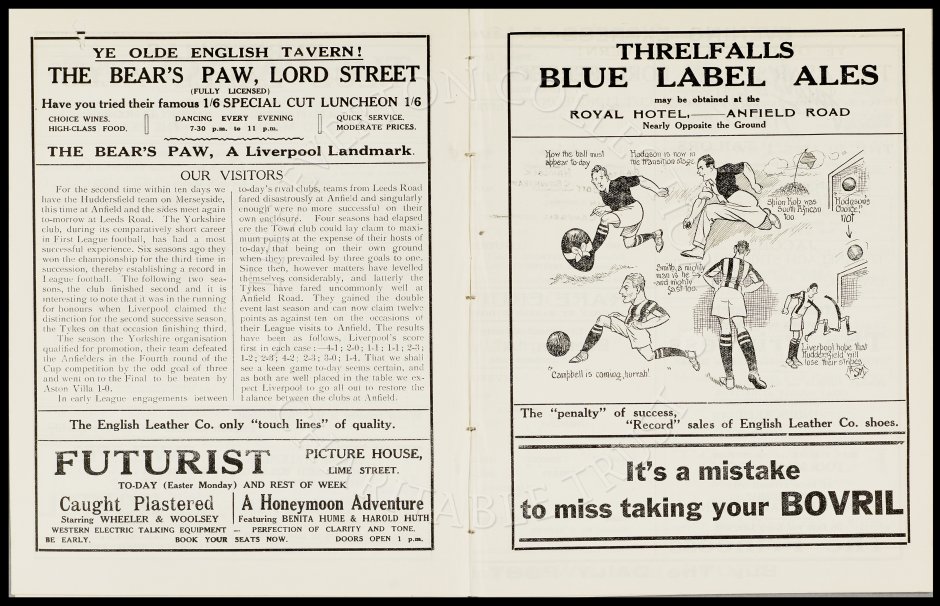 YE OLDE ENGLISH TAVERN!
THE BEAR'S PAW, LORD STREET
(FULLY LICENSED)
Have you tried their famous 1/6 SPECIAL CUT LUNCHEON 1/6
CHOICE WINES.
HIGH-CLASS FOOD.
DANCING EVERY EVENING
7-30 p.m. to 11 p.m.
QUICK SERVICE.
MODERATE PRICES.
THE BEAR'S PAW, A Liverpool Landmark.
OUR VISITORS
For the second time within ten days we
have the Huddersfield team on Merseyside,
this time at Anfield and the sides meet again
to-morrow at Leeds Road. The Yorkshire
club, during its comparatively short career
in First League football, has had a most
successful experience. Six seasons ago they
won the championship for the third time in
succession, thereby establishing a record in
League football. The following two sea-
sons, the club finished second and it is
interesting to note that it was in the running
for honours when Liverpool claimed the
distinction for the second successive season,
the Tykes on that occasion finishing third.
The season the Yorkshire organisation
qualified for promotion, their team defeated
the Anfielders in the Fourth round of the
Cup competition by the odd goal of three
and went on to the Final to be beaten by
Aston Villa 1-0.
In early League engagements between
to-day's rival clubs, teams from Leeds Road
fared disastrously at Anfield and singularly
enough were no more successful on their
own enclosure. Four seasons had elapsed
ere the Town club could lay claim to maxi-
mum points at the expense of their hosts of
to-day, that being on their own ground
when they prevailed by three goals to one.
Since then, however matters have levelled
themselves considerably, and latterly the
Tykes have fared uncommonly well at
Anfield Road. They gained the double
event last season and can now claim twelve
points as against ten on the occasions of
their League visits to Anfield. The results
have been as follows, Liverpool's score
first in each case:—4-1; 2-0; 1-1; 1-1; 2-3;
1-2; 2-3; 4-2; 2-3; 3-0; 1-4. That we shall
see a keen game to-day seems certain, and
as both are well placed in the table we ex-
pect Liverpool to go all out to restore the
balance between the clubs at Anfield.
The English Leather Co. only "touch lines" of quality.
FUTURIST
PICTURE HOUSE,
LIME STREET.
TO-DAY (Easter Monday) AND REST OF WEEK
Caught Plastered
Starring WHEELER & WOOLSEY
A Honeymoon Adventure
Featuring BENITA HUME & HAROLD HUTH
WESTERN ELECTRIC TALKING EQUIPMENT — PERFECTION OF CLARITY AND TONE.
BE EARLY. BOOK YOUR SEATS NOW. DOORS OPEN 1 p.m.
THRELFALLS
BLUE LABEL ALES
may be obtained at the
ROYAL HOTEL,—ANFIELD ROAD
Nearly Opposite the Ground
How the ball must
appear to-day
Hodgson is now in
the transition stage
Spion Kop was
South African
too
"Hodgson's
Chance!"
NOT
Smith, a mighty
man is he -
and mighty
fast too.
"Campbell is coming, hurrah!"
Liverpool hope that
Huddersfield will
lose their stripes
The "penalty" of success,
"Record" sales of English Leather Co. shoes.
It's a mistake
to miss taking your BOVRIL